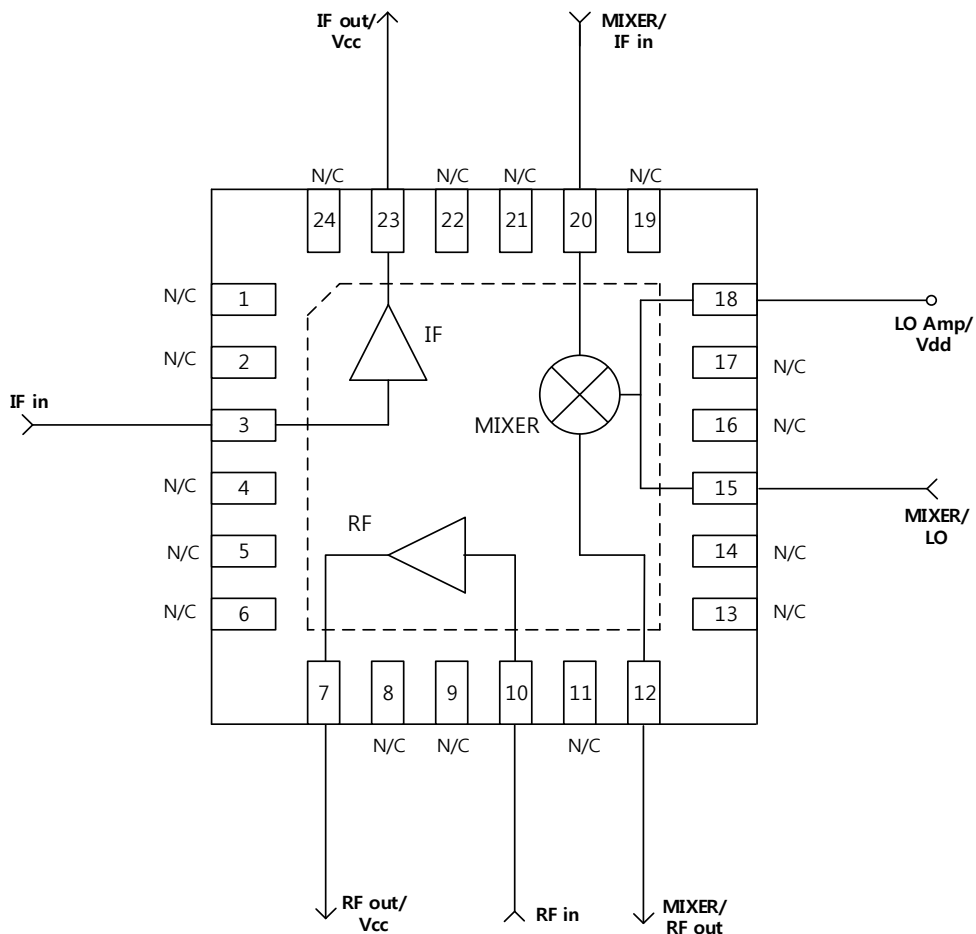 IF out/
Vcc
MIXER/
IF in
N/C
N/C
N/C
N/C
24
23
22
21
20
19
N/C
1
18
LO Amp/
Vdd
IF
N/C
2
17
N/C
IF in
3
MIXER
16
N/C
N/C
4
15
MIXER/
LO
RF
N/C
5
14
N/C
N/C
6
13
N/C
7
8
9
10
11
12
N/C
N/C
N/C
RF out/
Vcc
RF in
MIXER/
RF out